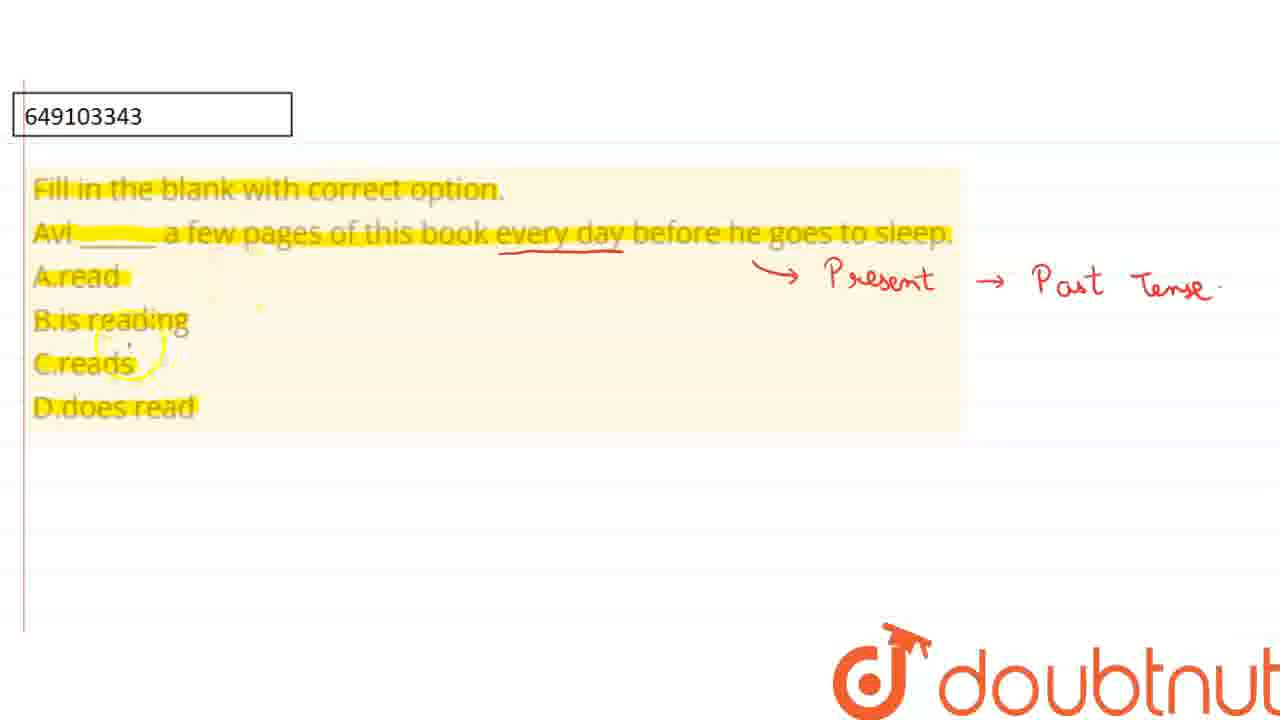 649103343
Fill in the blank with correct option.
Avi _____ a few pages of this book every day before he goes to sleep.
→ Present → Past Tense.
A.read
B.is reading
C.reads
D.does read
doubtnut